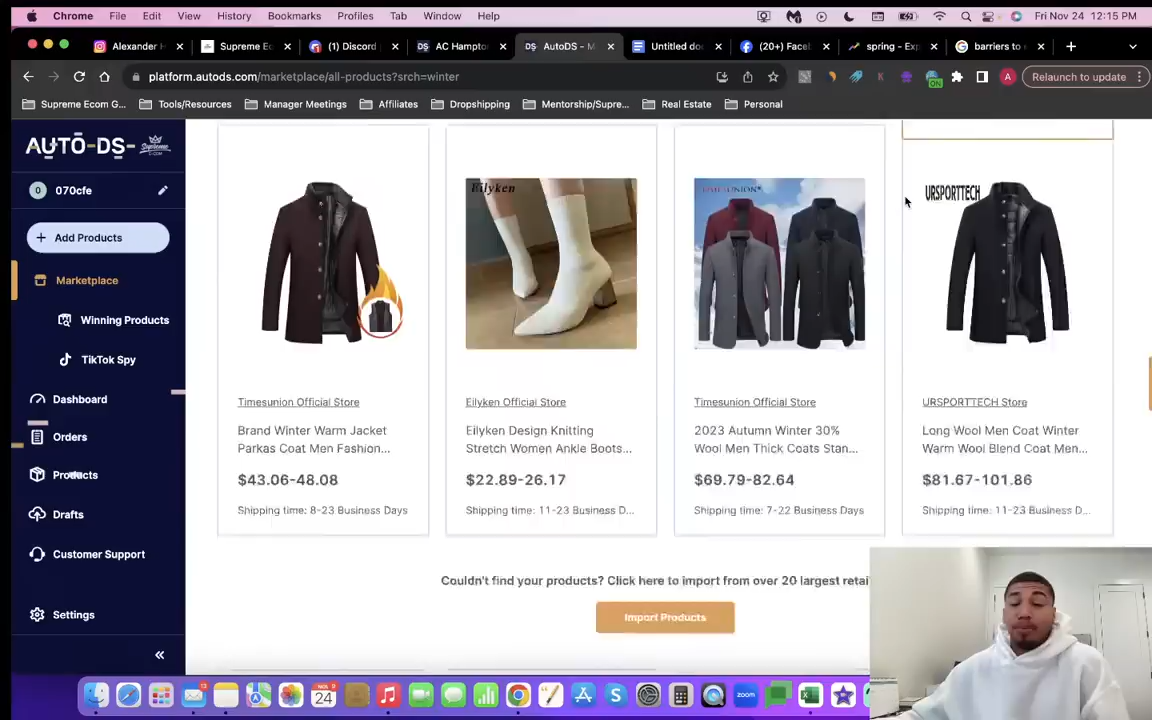 Chrome File Edit View History Bookmarks Profiles Tab Window Help Fri Nov 24 12:15 PM
Alexander H Supreme Ec (1) Discord AC Hampto AutoDS - M Untitled do (20+) Face spring - Exp barriers to
platform.autods.com/marketplace/all-products?srch=winter ON A Relaunch to update
Supreme Ecom G... Tools/Resources Manager Meetings Affiliates Dropshipping Mentorship/Supre... Real Estate Personal
AUTO-DS-
0 070cfe
+ Add Products
Marketplace
Winning Products
TikTok Spy
Dashboard
Orders
Products
Drafts
Customer Support
Settings
«
Eilyken
URSPORTTECH
Timesunion Official Store
Brand Winter Warm Jacket
Parkas Coat Men Fashion...
$43.06-48.08
Shipping time: 8-23 Business Days
Eilyken Official Store
Eilyken Design Knitting
Stretch Women Ankle Boots...
$22.89-26.17
Shipping time: 11-23 Business D...
Timesunion Official Store
2023 Autumn Winter 30%
Wool Men Thick Coats Stan...
$69.79-82.64
Shipping time: 7-22 Business Days
URSPORTTECH Store
Long Wool Men Coat Winter
Warm Wool Blend Coat Men...
$81.67-101.86
Shipping time: 11-23 Business D...
Couldn't find your products? Click here to import from over 20 largest retai
Import Products
NOV
24
zoom